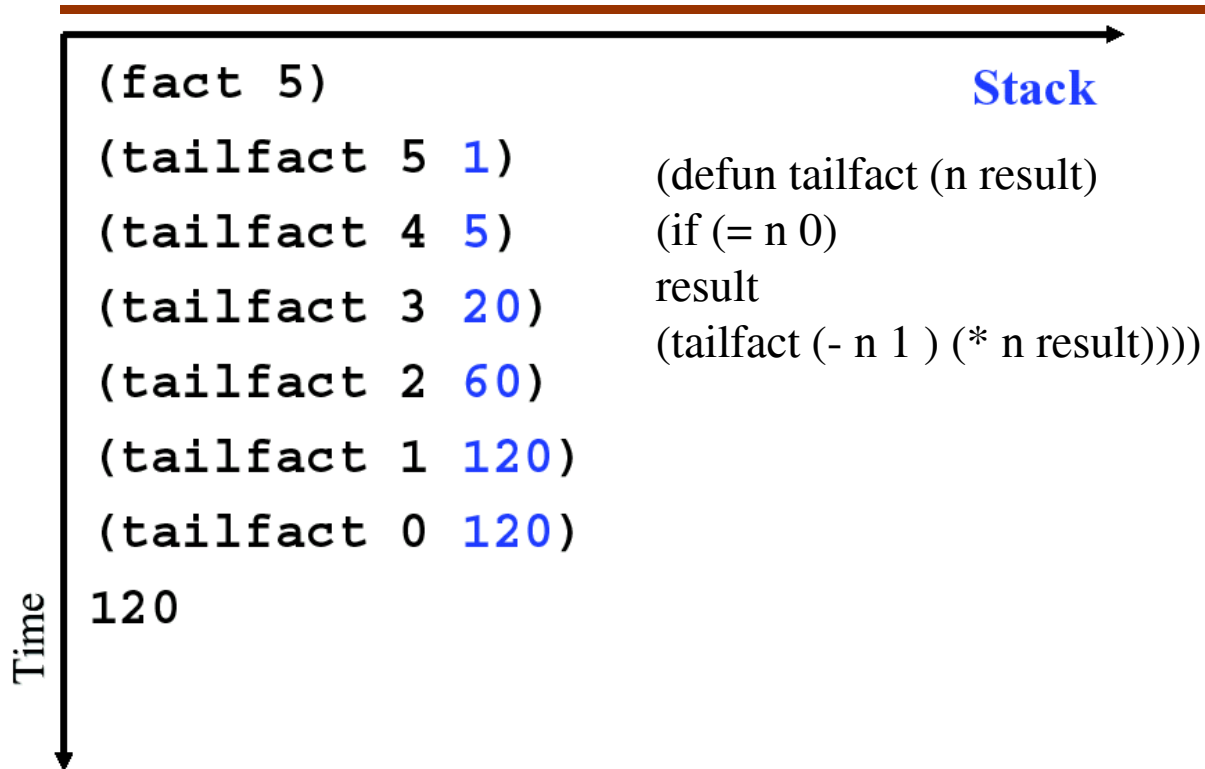 (fact 5)
Stack
(tailfact 5 1)
(tailfact 4 5)
(tailfact 3 20)
(tailfact 2 60)
(tailfact 1 120)
(tailfact 0 120)
120
(defun tailfact (n result)
(if (= n 0)
result
(tailfact (- n 1 ) (* n result))))
Time